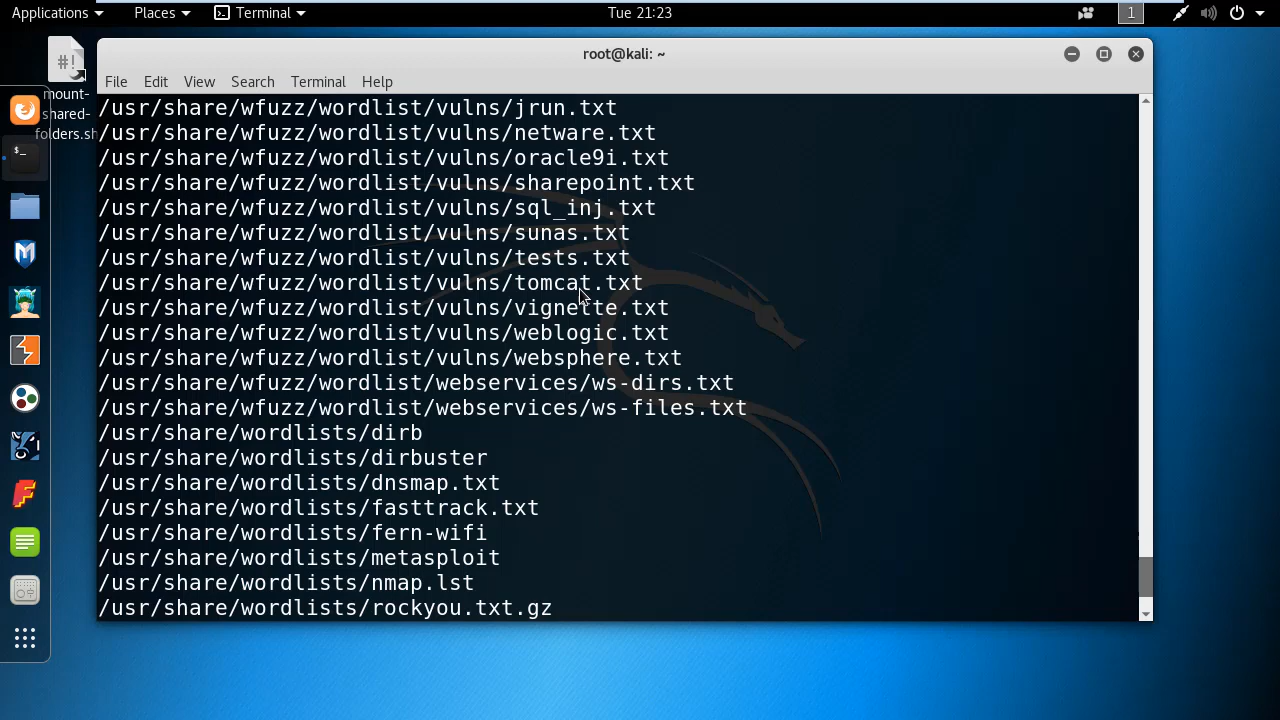 Applications Places Terminal Tue 21:23 1
#!
mount-shared-folders.sh
root@kali: ~
File Edit View Search Terminal Help
/usr/share/wfuzz/wordlist/vulns/jrun.txt
/usr/share/wfuzz/wordlist/vulns/netware.txt
/usr/share/wfuzz/wordlist/vulns/oracle9i.txt
/usr/share/wfuzz/wordlist/vulns/sharepoint.txt
/usr/share/wfuzz/wordlist/vulns/sql_inj.txt
/usr/share/wfuzz/wordlist/vulns/sunas.txt
/usr/share/wfuzz/wordlist/vulns/tests.txt
/usr/share/wfuzz/wordlist/vulns/tomcat.txt
/usr/share/wfuzz/wordlist/vulns/vignette.txt
/usr/share/wfuzz/wordlist/vulns/weblogic.txt
/usr/share/wfuzz/wordlist/vulns/websphere.txt
/usr/share/wfuzz/wordlist/webservices/ws-dirs.txt
/usr/share/wfuzz/wordlist/webservices/ws-files.txt
/usr/share/wordlists/dirb
/usr/share/wordlists/dirbuster
/usr/share/wordlists/dnsmap.txt
/usr/share/wordlists/fasttrack.txt
/usr/share/wordlists/fern-wifi
/usr/share/wordlists/metasploit
/usr/share/wordlists/nmap.lst
/usr/share/wordlists/rockyou.txt.gz